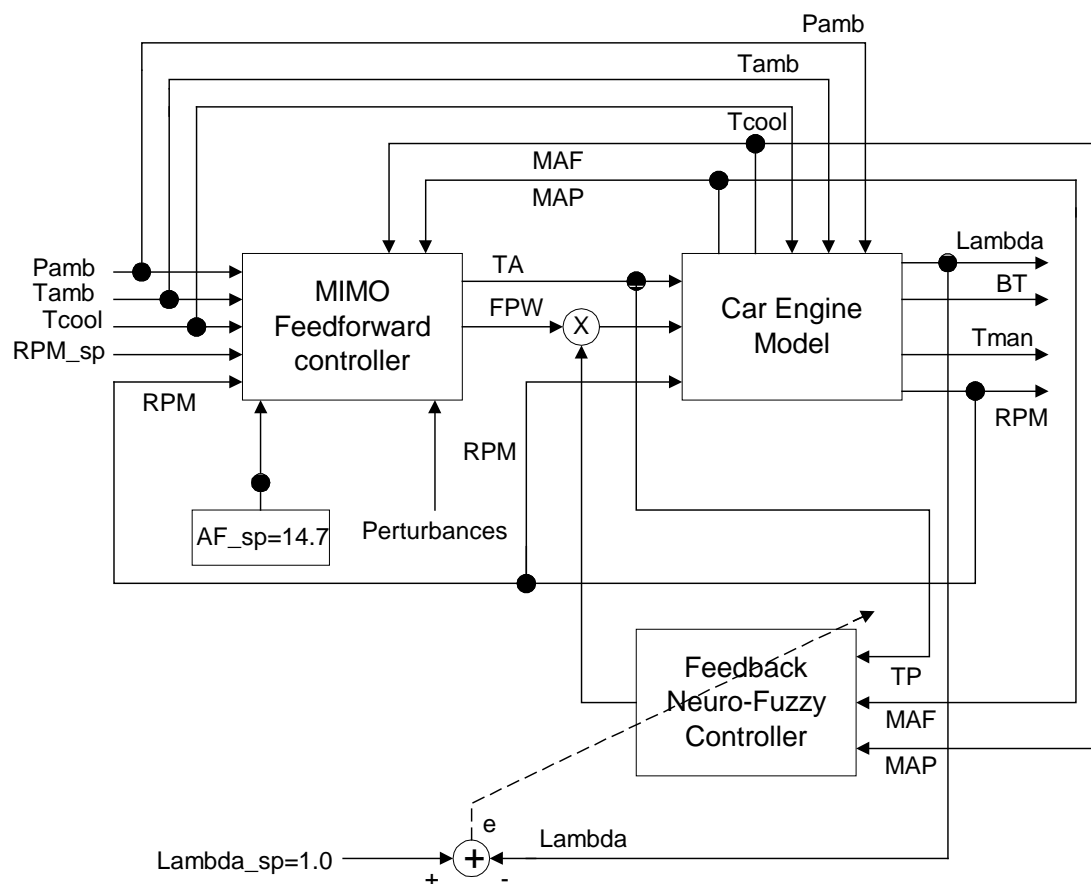 Pamb
Tamb
Tcool
MAF
MAP
Lambda
BT
Tman
RPM
Pamb
Tamb
Tcool
RPM_sp
RPM
MIMO
Feedforward
controller
TA
FPW
X
Car Engine
Model
RPM
AF_sp=14.7
Perturbances
Feedback
Neuro-Fuzzy
Controller
TP
MAF
MAP
e
Lambda
Lambda_sp=1.0
+
+
-